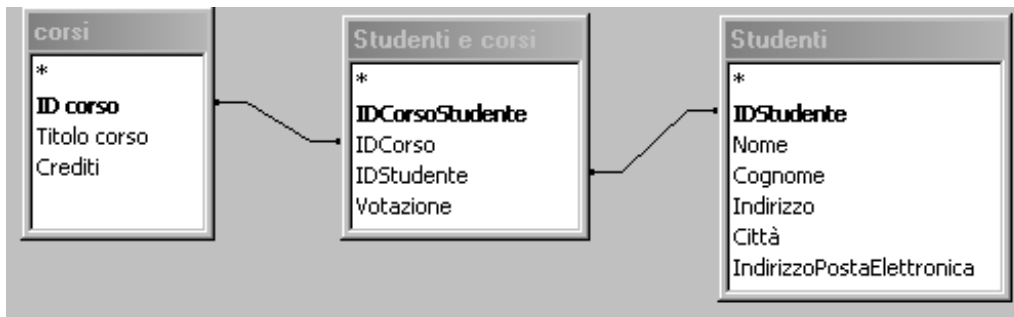 corsi
*
ID corso
Titolo corso
Crediti
Studenti e corsi
*
IDCorsoStudente
IDCorso
IDStudente
Votazione
Studenti
*
IDStudente
Nome
Cognome
Indirizzo
Città
IndirizzoPostaElettronica